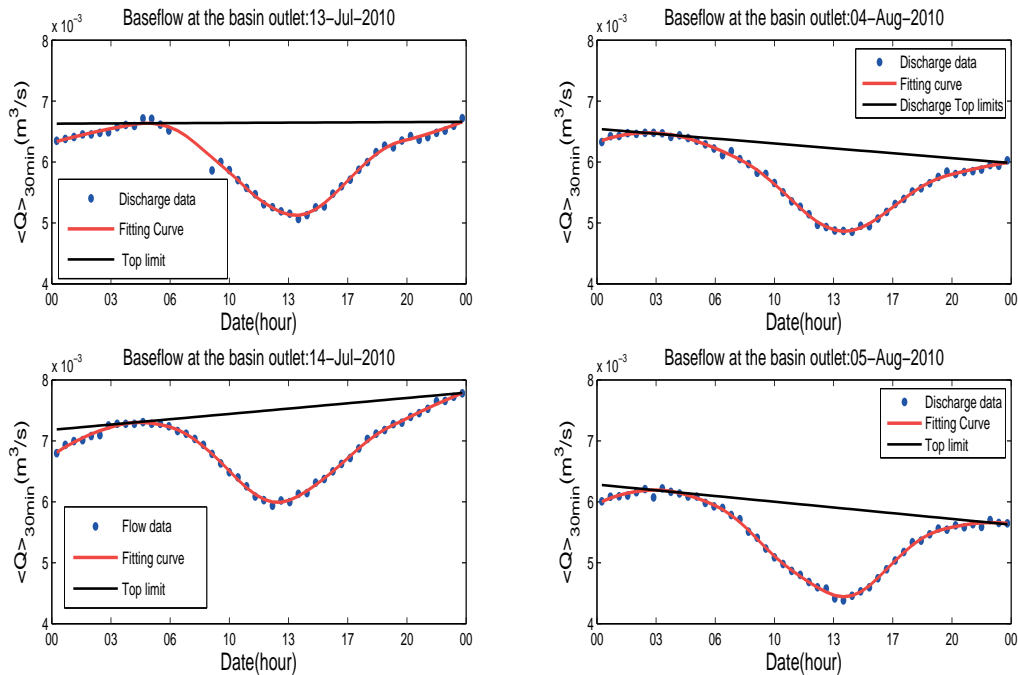 Baseflow at the basin outlet:13-Jul-2010
x 10⁻³
8
7
6
5
4
<Q>30min(m³/s)
Discharge data
Fitting Curve
Top limit
00 03 06 10 13 17 20 00
Date(hour)
Baseflow at the basin outlet:04-Aug-2010
x 10⁻³
8
7
6
5
4
<Q>30min(m³/s)
Discharge data
Fitting curve
Discharge Top limits
00 03 06 10 13 17 20 00
Date(hour)
Baseflow at the basin outlet:14-Jul-2010
x 10⁻³
8
7
6
5
4
<Q>30min(m³/s)
Flow data
Fitting curve
Top limit
00 03 06 10 13 17 20 00
Date(hour)
Baseflow at the basin outlet:05-Aug-2010
x 10⁻³
8
7
6
5
4
<Q>30min(m³/s)
Discharge data
Fitting Curve
Top limit
00 03 06 10 13 17 20 00
Date(hour)